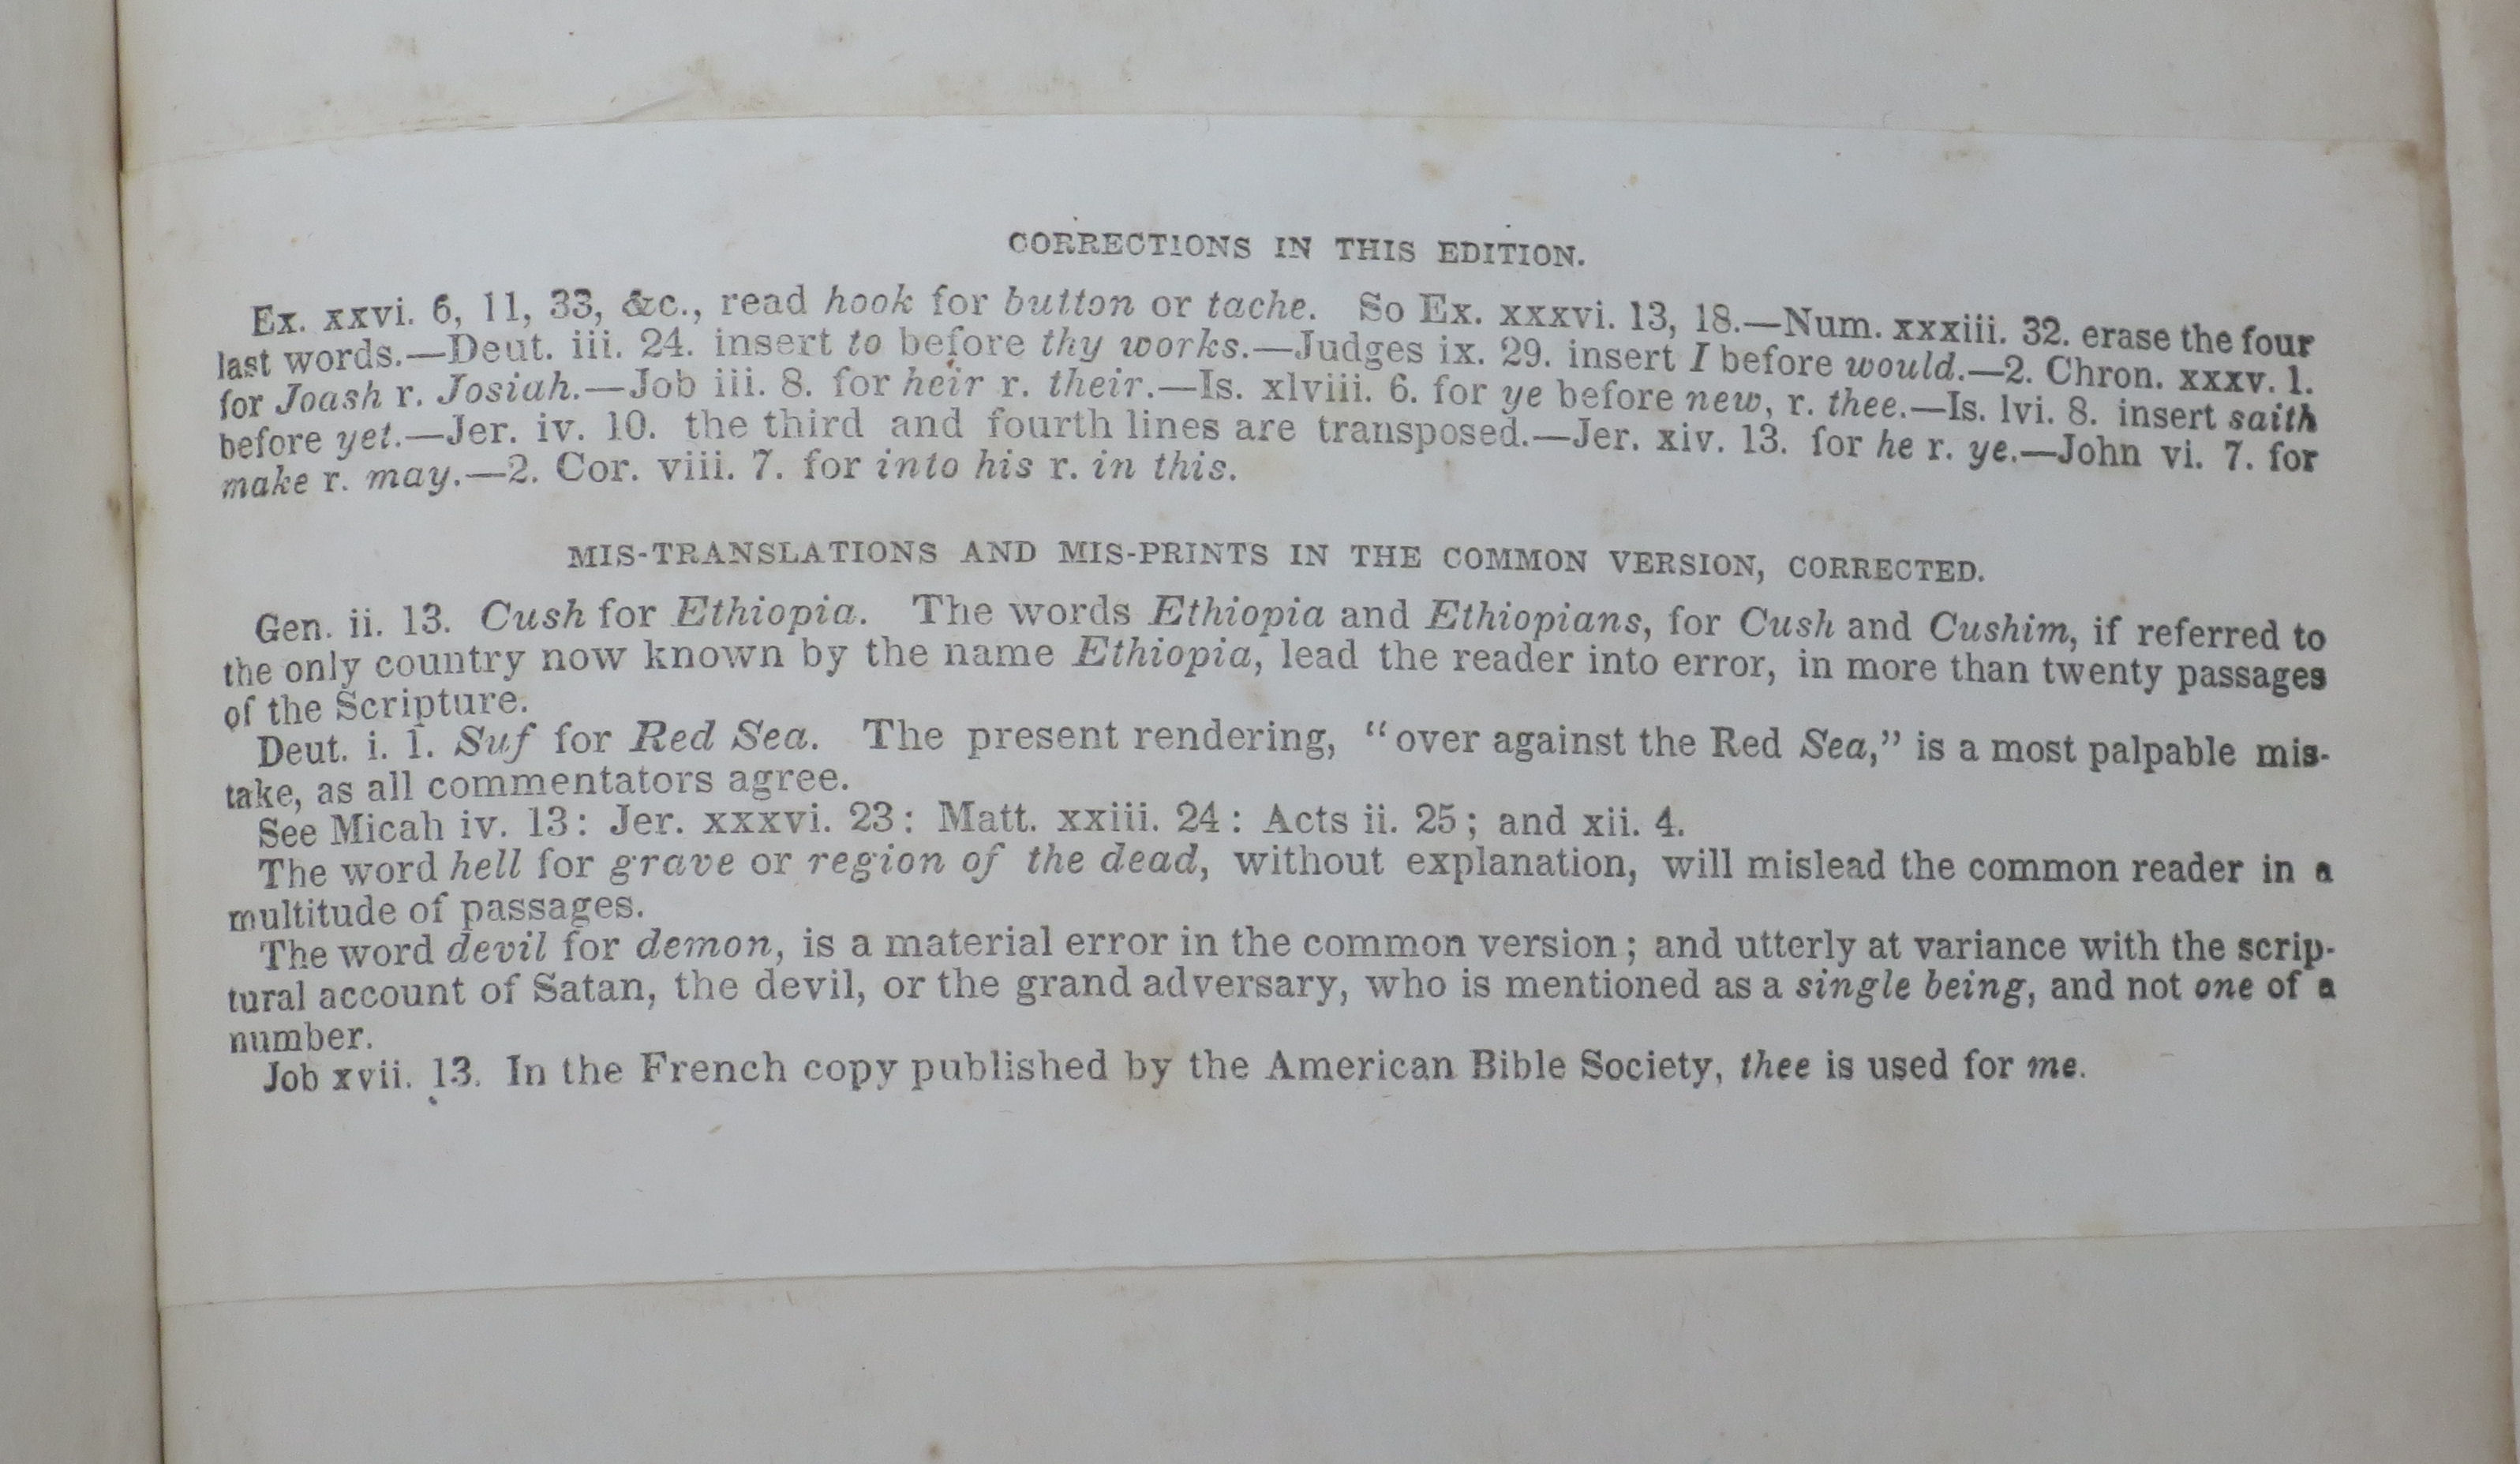 CORRECTIONS IN THIS EDITION.
Ex. xxvi. 6, 11, 33, &c., read hook for button or tache. So Ex. xxxvi. 13, 18.—Num. xxxiii. 32. erase the four
last words.—Deut. iii. 24. insert to before thy works.—Judges ix. 29. insert I before would.—2. Chron. xxxv. 1.
for Joash r. Josiah.—Job iii. 8. for heir r. their.—Is. xlviii. 6. for ye before new, r. thee.—Is. lvi. 8. insert saith
before yet.—Jer. iv. 10. the third and fourth lines are transposed.—Jer. xiv. 13. for he r. ye.—John vi. 7. for
make r. may.—2. Cor. viii. 7. for into his r. in this.
MIS-TRANSLATIONS AND MIS-PRINTS IN THE COMMON VERSION, CORRECTED.
Gen. ii. 13. Cush for Ethiopia. The words Ethiopia and Ethiopians, for Cush and Cushim, if referred to
the only country now known by the name Ethiopia, lead the reader into error, in more than twenty passages
of the Scripture.
Deut. i. 1. Suf for Red Sea. The present rendering, “over against the Red Sea,” is a most palpable mis-
take, as all commentators agree.
See Micah iv. 13: Jer. xxxvi. 23: Matt. xxiii. 24: Acts ii. 25; and xii. 4.
The word hell for grave or region of the dead, without explanation, will mislead the common reader in a
multitude of passages.
The word devil for demon, is a material error in the common version; and utterly at variance with the scrip-
tural account of Satan, the devil, or the grand adversary, who is mentioned as a single being, and not one of a
number.
Job xvii. 13. In the French copy published by the American Bible Society, thee is used for me.